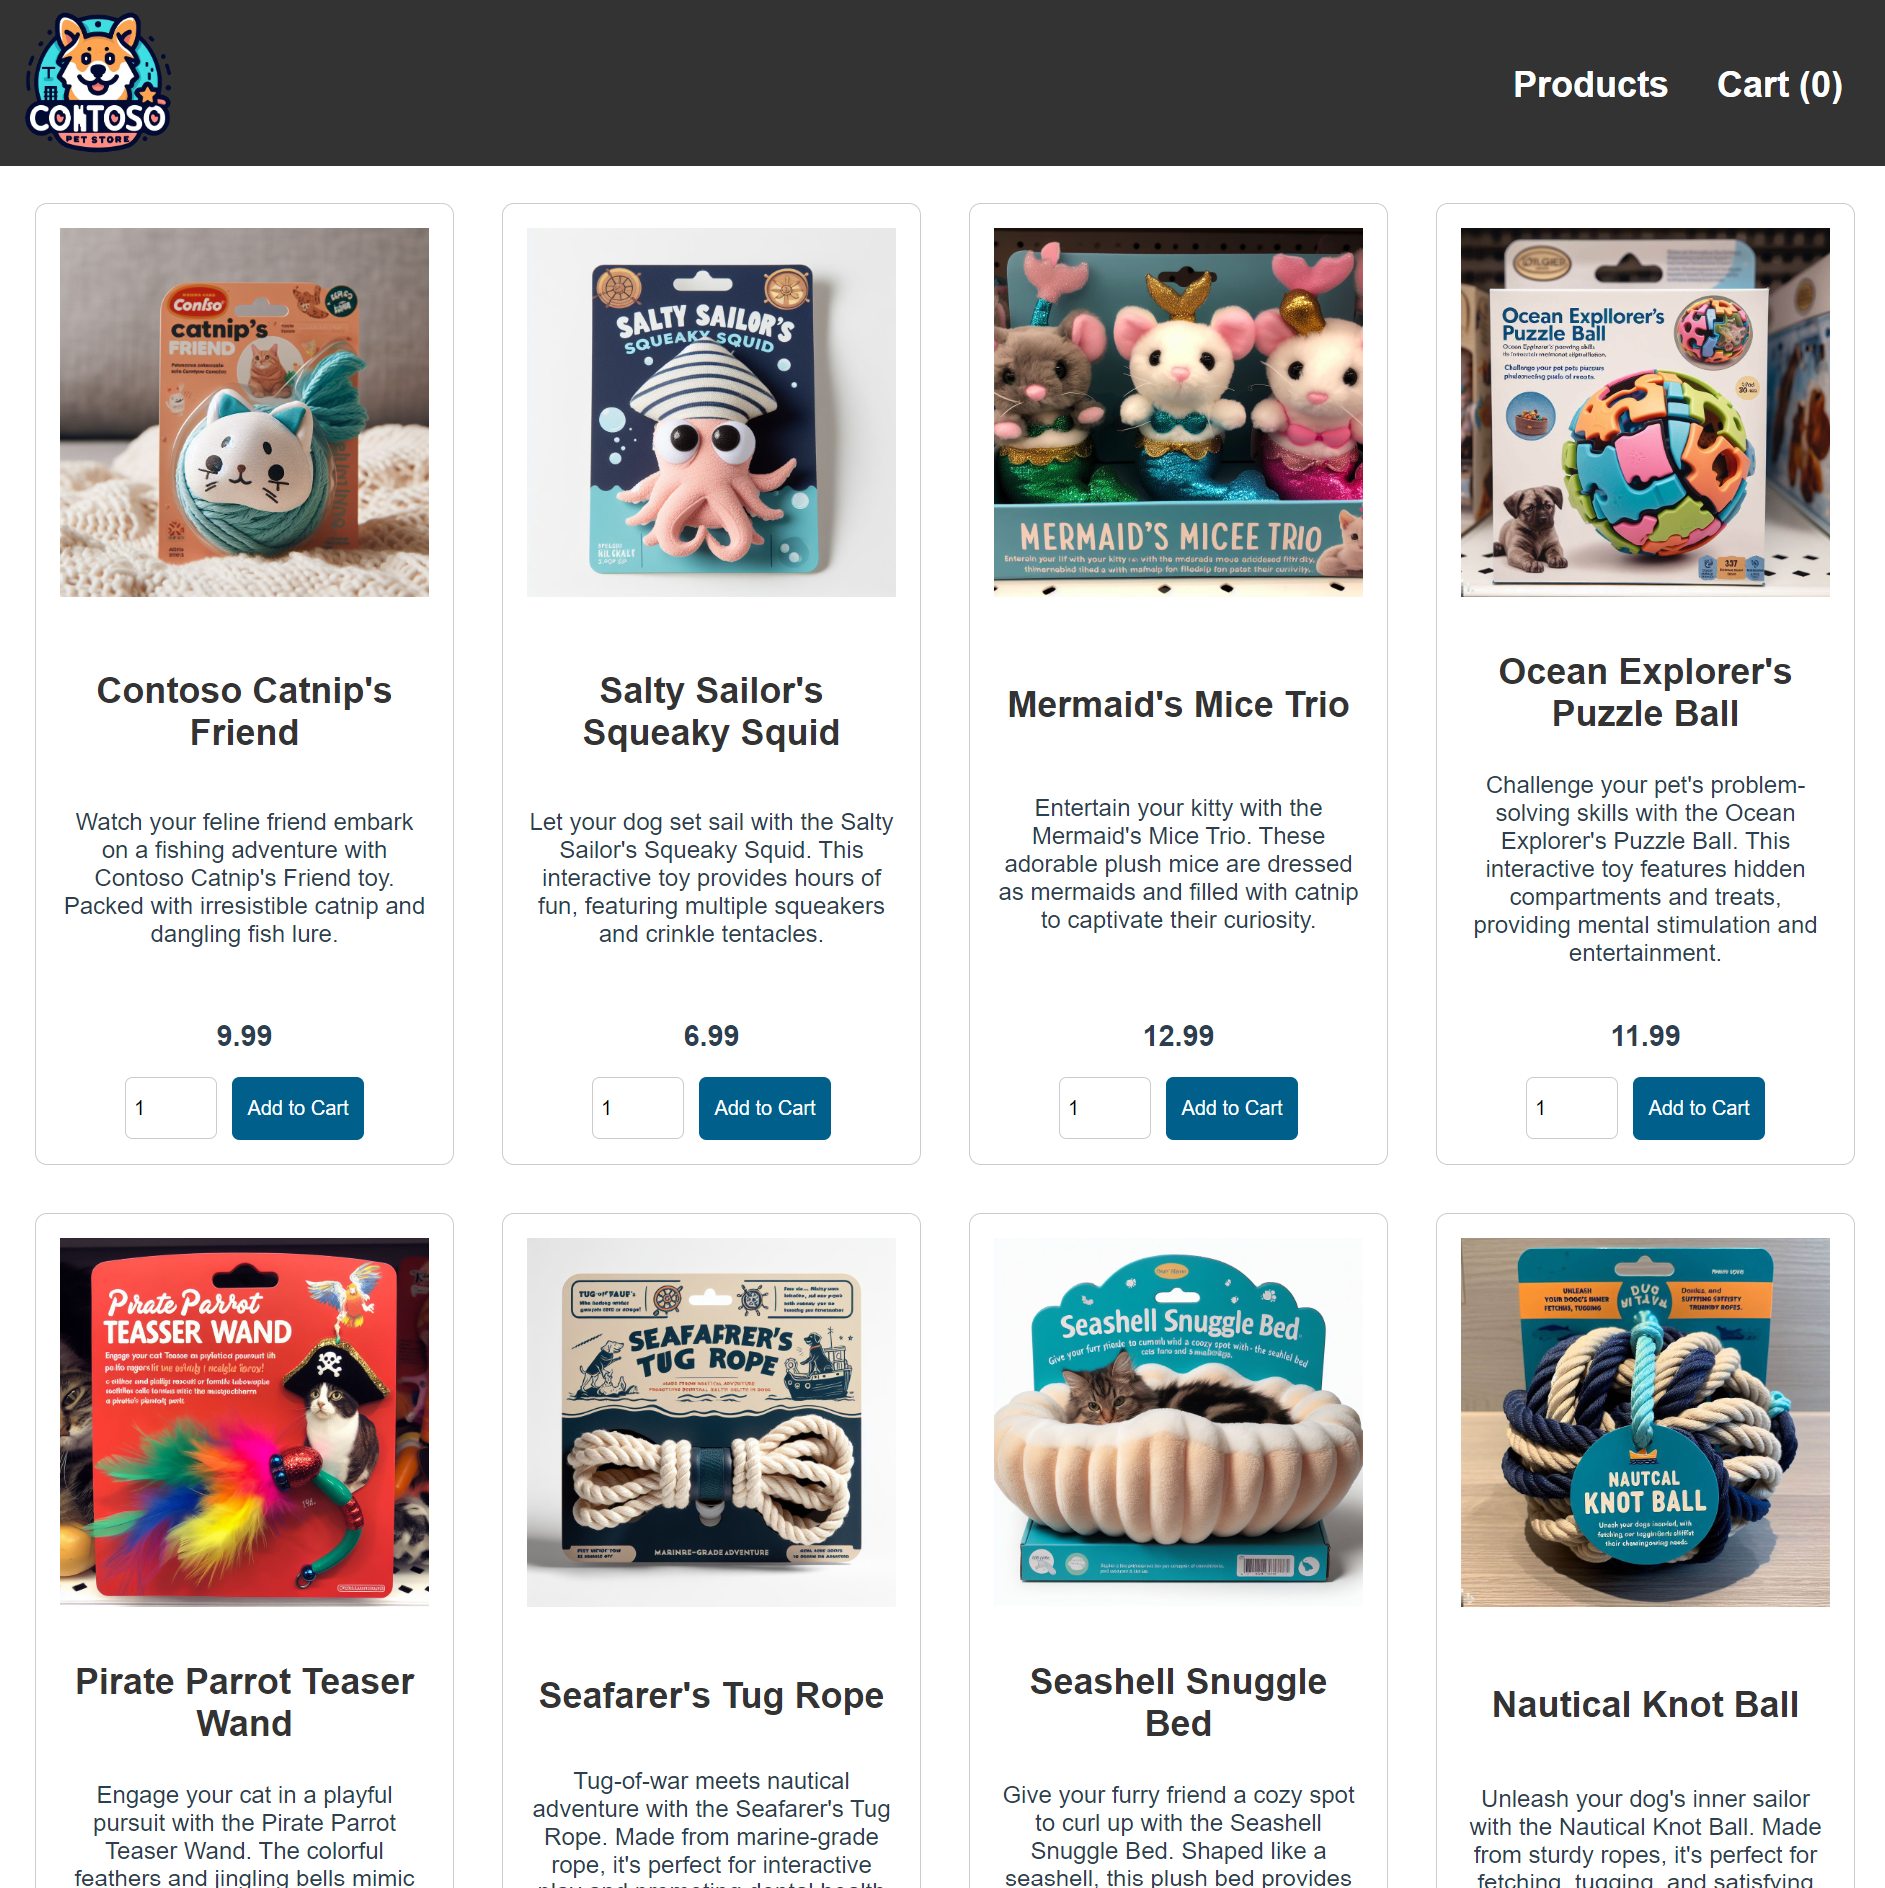 CONTOSO
PET STORE
Products
Cart (0)
Coniso
catnip's
FRIEND
SALTY SAILOR'S
SQUEAKY SQUID
MERMAID'S MICEE TRIO
Ocean Expllorer's
Puzzle Ball
Contoso Catnip's
Friend
Watch your feline friend embark
on a fishing adventure with
Contoso Catnip's Friend toy.
Packed with irresistible catnip and
dangling fish lure.
9.99
1
Add to Cart
Salty Sailor's
Squeaky Squid
Let your dog set sail with the Salty
Sailor's Squeaky Squid. This
interactive toy provides hours of
fun, featuring multiple squeakers
and crinkle tentacles.
6.99
1
Add to Cart
Mermaid's Mice Trio
Entertain your kitty with the
Mermaid's Mice Trio. These
adorable plush mice are dressed
as mermaids and filled with catnip
to captivate their curiosity.
12.99
1
Add to Cart
Ocean Explorer's
Puzzle Ball
Challenge your pet's problem-
solving skills with the Ocean
Explorer's Puzzle Ball. This
interactive toy features hidden
compartments and treats,
providing mental stimulation and
entertainment.
11.99
1
Add to Cart
Pirate Parrot
TEASSER WAND
SEAFAFRER'S
TUG ROPE
MARINRE-GRADE ADVENTURE
Seashell Snuggle Bed
UNLEASH
YOUR DOG'S INNER
FETCHING, TUGGING
NAUTCAL
KNOT BALL
Pirate Parrot Teaser
Wand
Engage your cat in a playful
pursuit with the Pirate Parrot
Teaser Wand. The colorful
feathers and jingling bells mimic
Seafarer's Tug Rope
Tug-of-war meets nautical
adventure with the Seafarer's Tug
Rope. Made from marine-grade
rope, it's perfect for interactive
play and promoting dental health
Seashell Snuggle
Bed
Give your furry friend a cozy spot
to curl up with the Seashell
Snuggle Bed. Shaped like a
seashell, this plush bed provides
Nautical Knot Ball
Unleash your dog's inner sailor
with the Nautical Knot Ball. Made
from sturdy ropes, it's perfect for
fetching, tugging, and satisfying